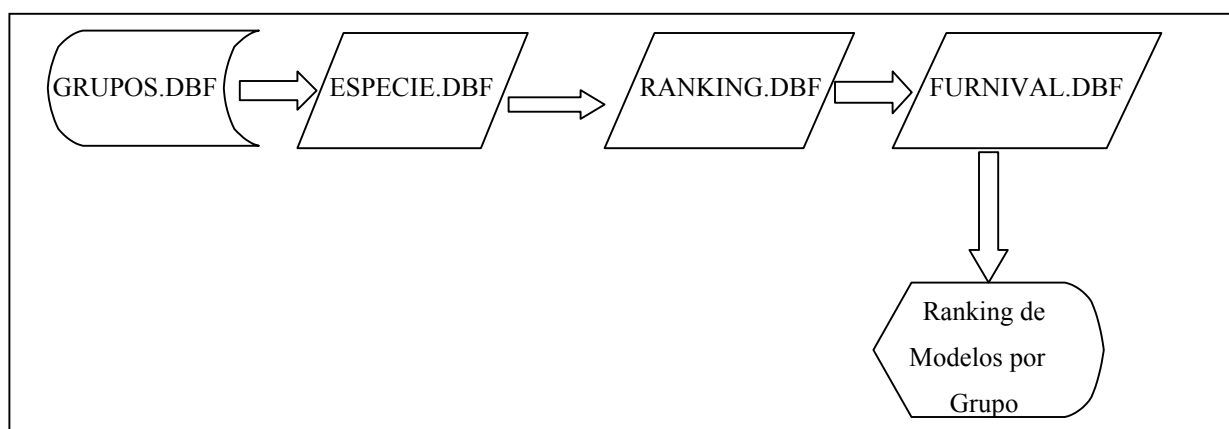 GRUPOS.DBF
ESPECIE.DBF
RANKING.DBF
FURNIVAL.DBF
Ranking de
Modelos por
Grupo